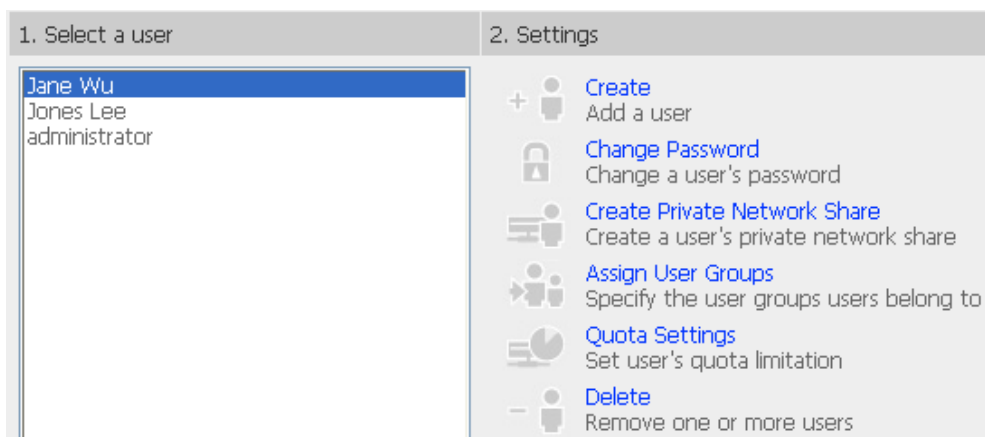 1. Select a user
Jane Wu
Jones Lee
administrator
2. Settings
Create
Add a user
Change Password
Change a user's password
Create Private Network Share
Create a user's private network share
Assign User Groups
Specify the user groups users belong to
Quota Settings
Set user's quota limitation
Delete
Remove one or more users